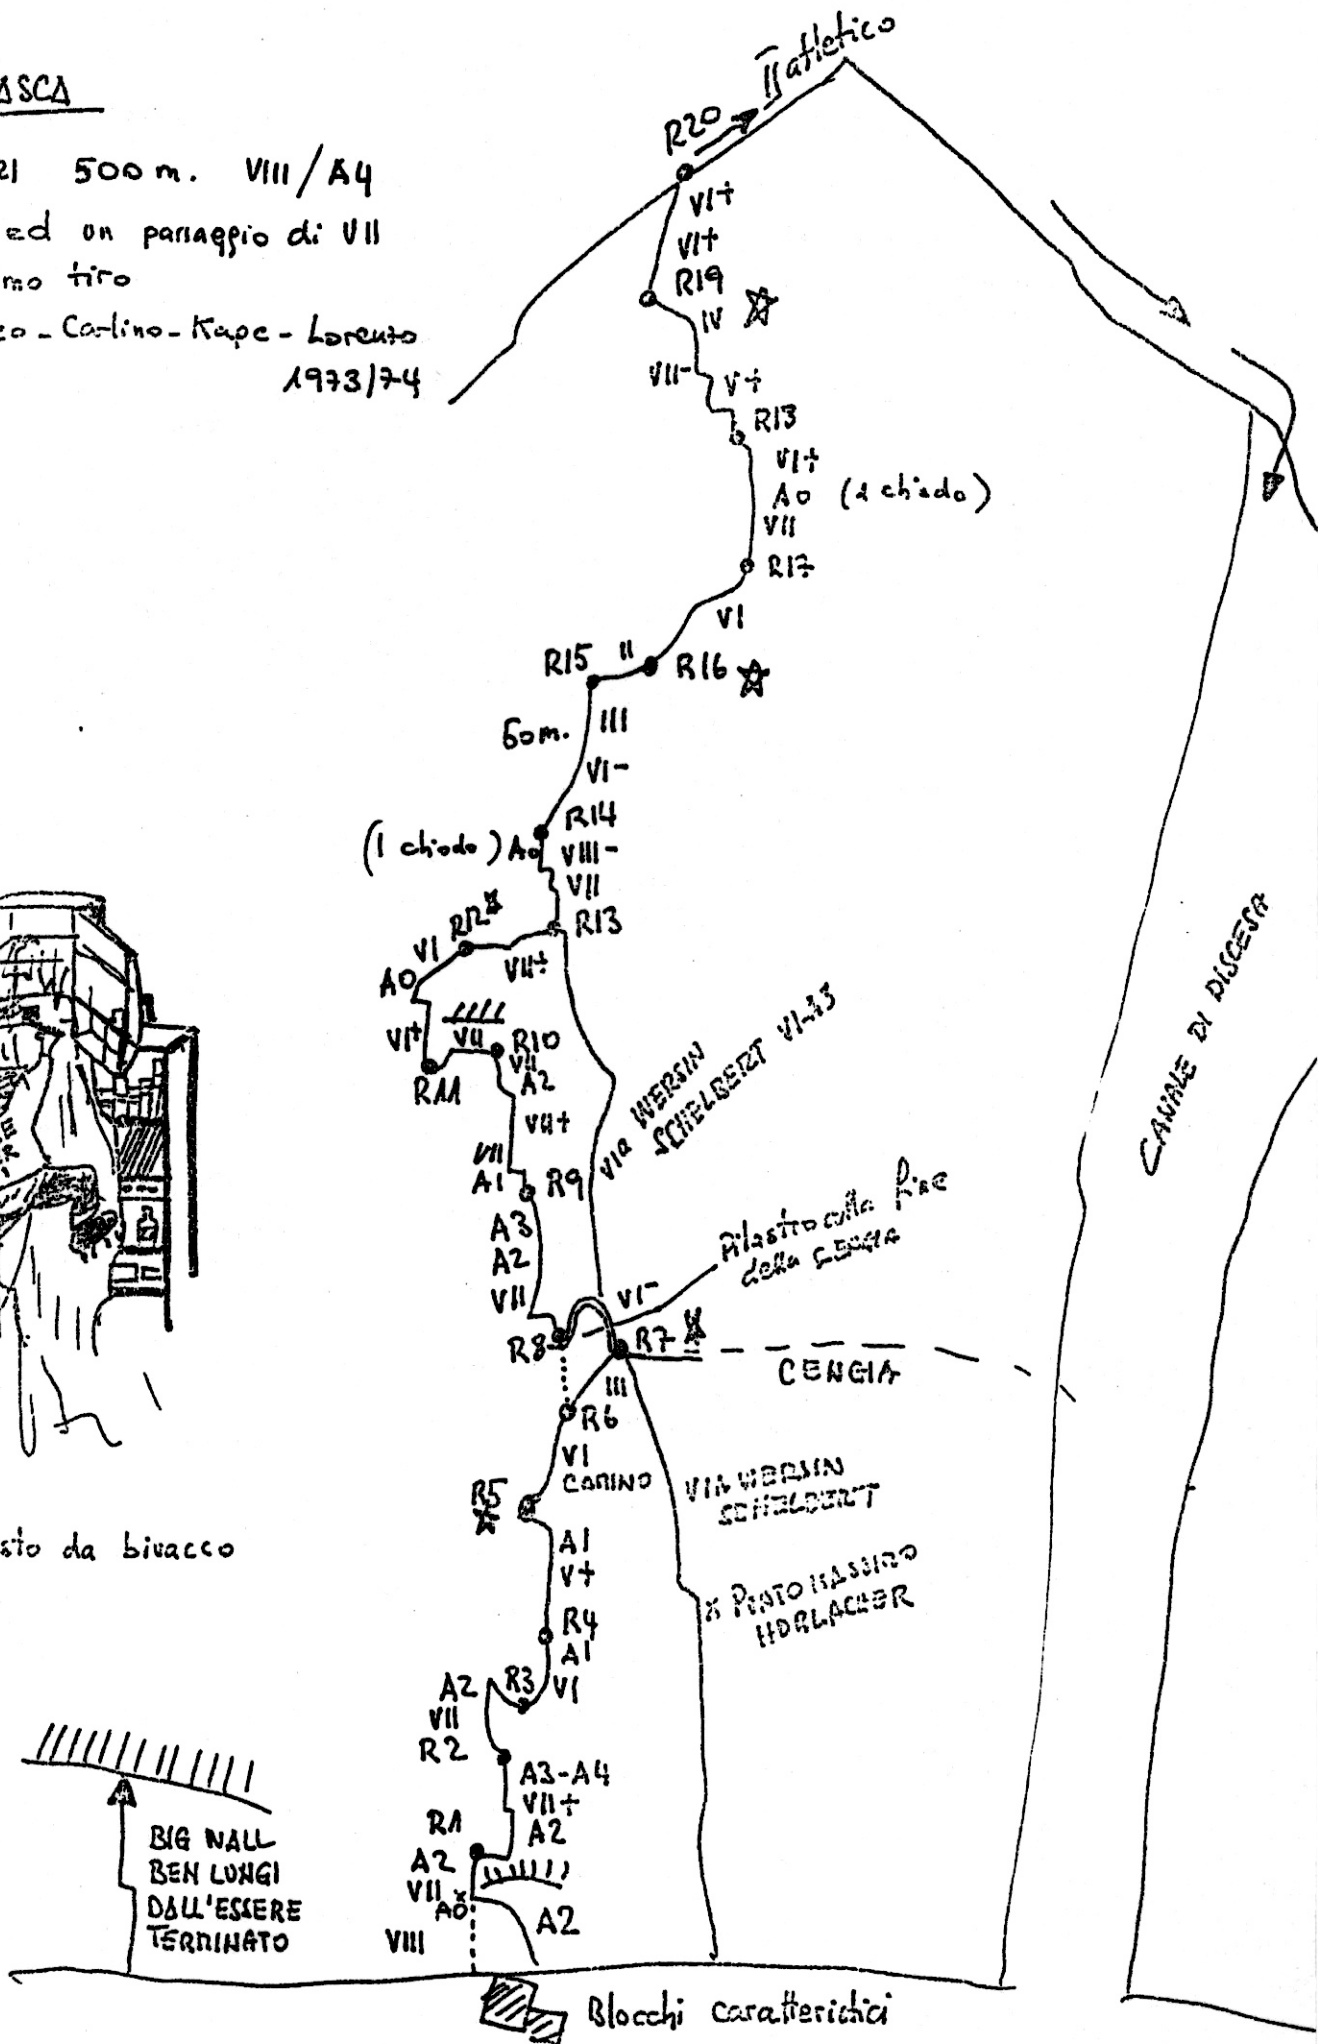 ASCA
RI 500 m. VIII/A4
ed un passaggio di VII
mo tiro
zo - Carlino - Kape - Lorenzo
1973/74
II atletico
R20
VI+
VI+
R19
IV
VII-
V+
R13
VI+
A0 (1 chiodo)
VII
R17
VI
R15
II
R16
III
VI-
R14
(1 chiodo) A0
VIII-
VII
R12
R13
VI
VII+
A0
VI+
VII
R10
VII
R11
A2
VII+
VII
A1
R9
A3
A2
VII
VIA WERSIN
SCHELBERT VI-A3
CANALE DI DISCESA
Pilastro alla fine
della CENGIA
VI-
R8
R7
CENGIA
III
R6
VI
CAMINO
R5
VIA WERSIN
SCHELBERT
sto da bivacco
A1
V+
X PUNTO MASSIMO
HORLACHER
R4
A1
A2
R3
VI
VII
R2
A3-A4
VII+
R1
A2
A2
VII
A0
A2
VIII
BIG WALL
BEN LUNGI
DALL'ESSERE
TERMINATO
Blocchi caratteristici